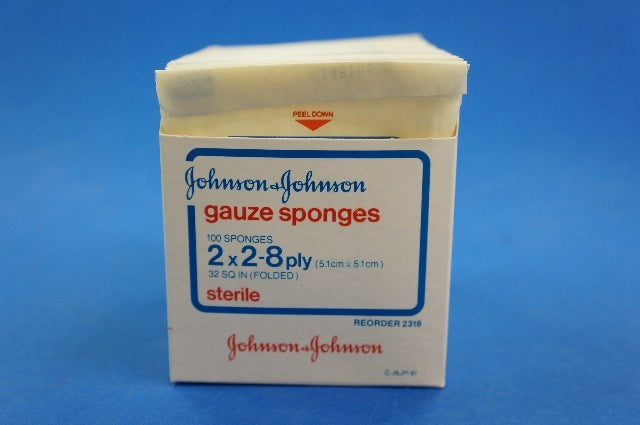 PEEL DOWN
Johnson+Johnson
gauze sponges
100 SPONGES
2 x 2-8 ply (5.1cm x 5.1cm)
32 SQ IN (FOLDED)
sterile
REORDER 2318
Johnson+Johnson